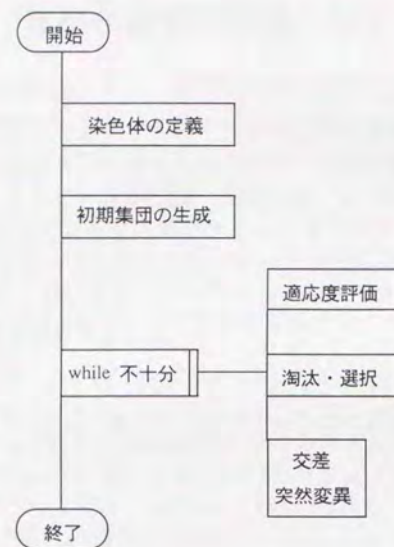 開始
染色体の定義
初期集団の生成
while 不十分
適応度評価
淘汰・選択
交差
突然変異
終了